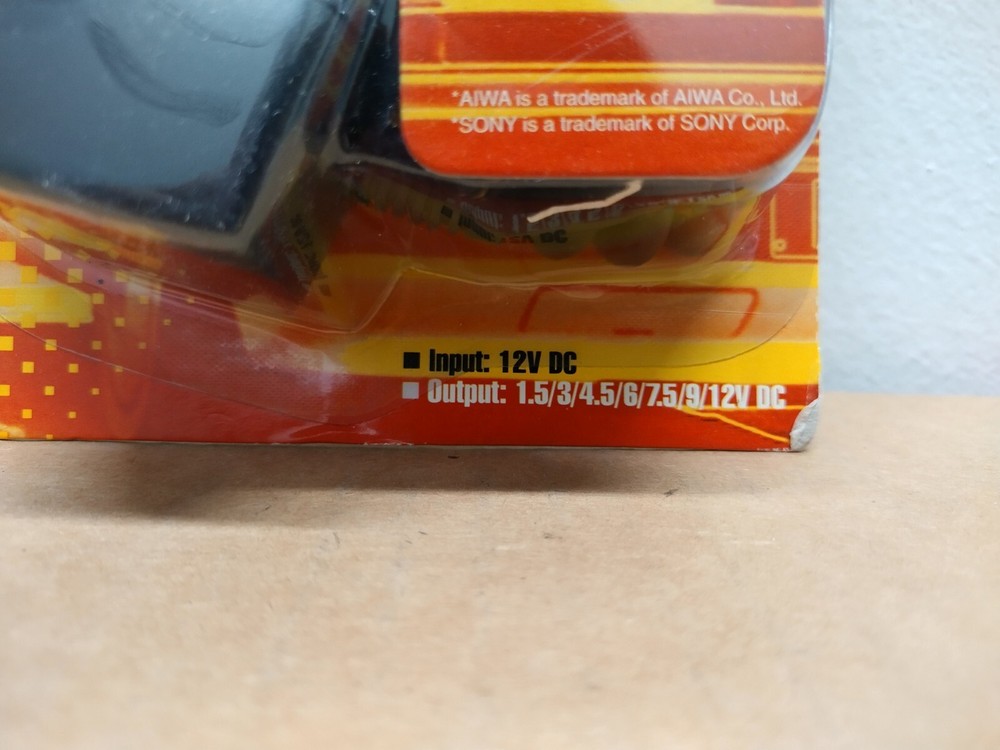 *AIWA is a trademark of AIWA Co., Ltd.
*SONY is a trademark of SONY Corp.
■ Input: 12V DC
■ Output: 1.5/3/4.5/6/7.5/9/12V DC